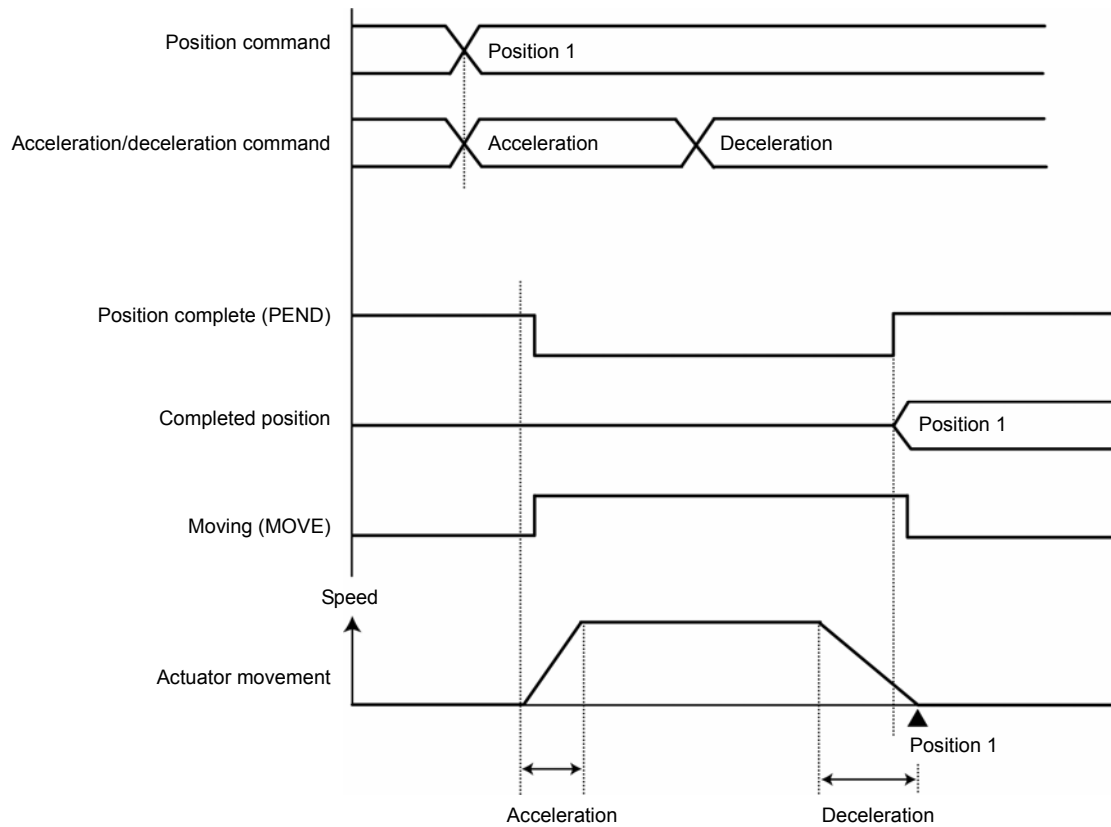 Position command
Position 1
Acceleration/deceleration command
Acceleration
Deceleration
Position complete (PEND)
Completed position
Position 1
Moving (MOVE)
Speed
Actuator movement
Position 1
Acceleration
Deceleration